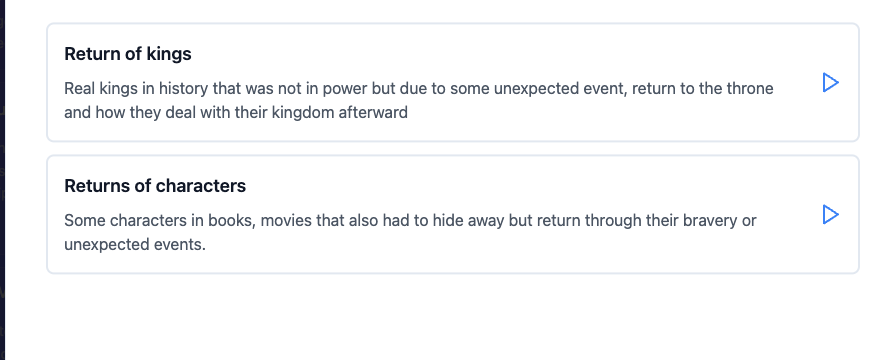 Return of kings
Real kings in history that was not in power but due to some unexpected event, return to the throne
and how they deal with their kingdom afterward
Returns of characters
Some characters in books, movies that also had to hide away but return through their bravery or
unexpected events.